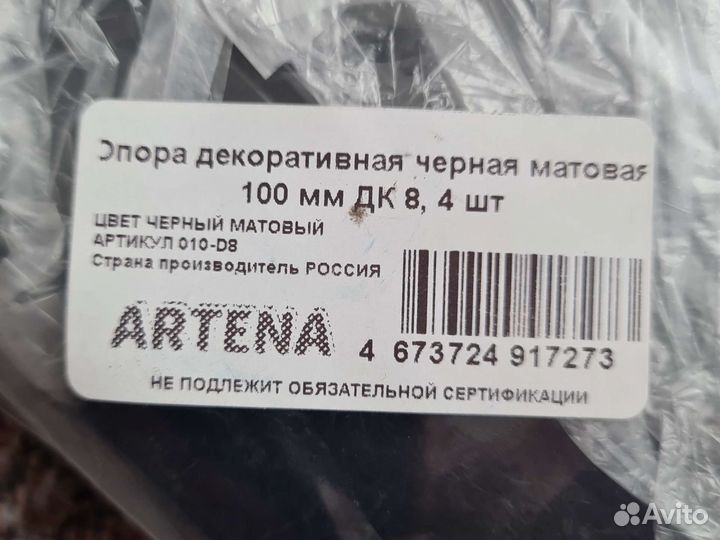 Опора декоративная черная матовая
100 мм ДК 8, 4 шт
ЦВЕТ ЧЕРНЫЙ МАТОВЫЙ
АРТИКУЛ 010-D8
Страна производитель РОССИЯ
ARTENA
4 673724 917273
НЕ ПОДЛЕЖИТ ОБЯЗАТЕЛЬНОЙ СЕРТИФИКАЦИИ
Avito